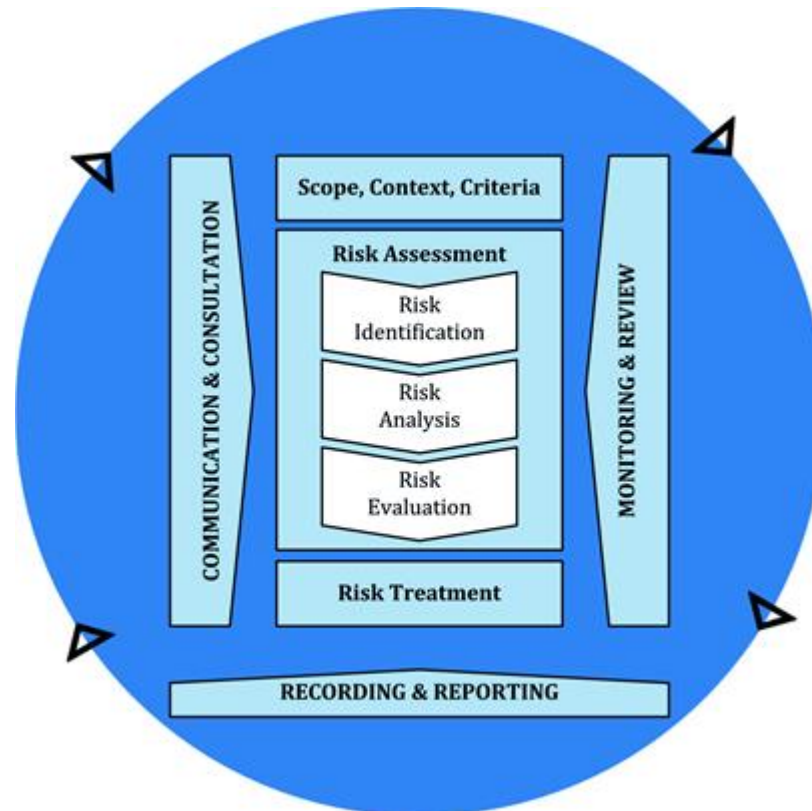 Scope, Context, Criteria
COMMUNICATION & CONSULTATION
Risk Assessment
Risk
Identification
Risk
Analysis
Risk
Evaluation
MONITORING & REVIEW
Risk Treatment
RECORDING & REPORTING